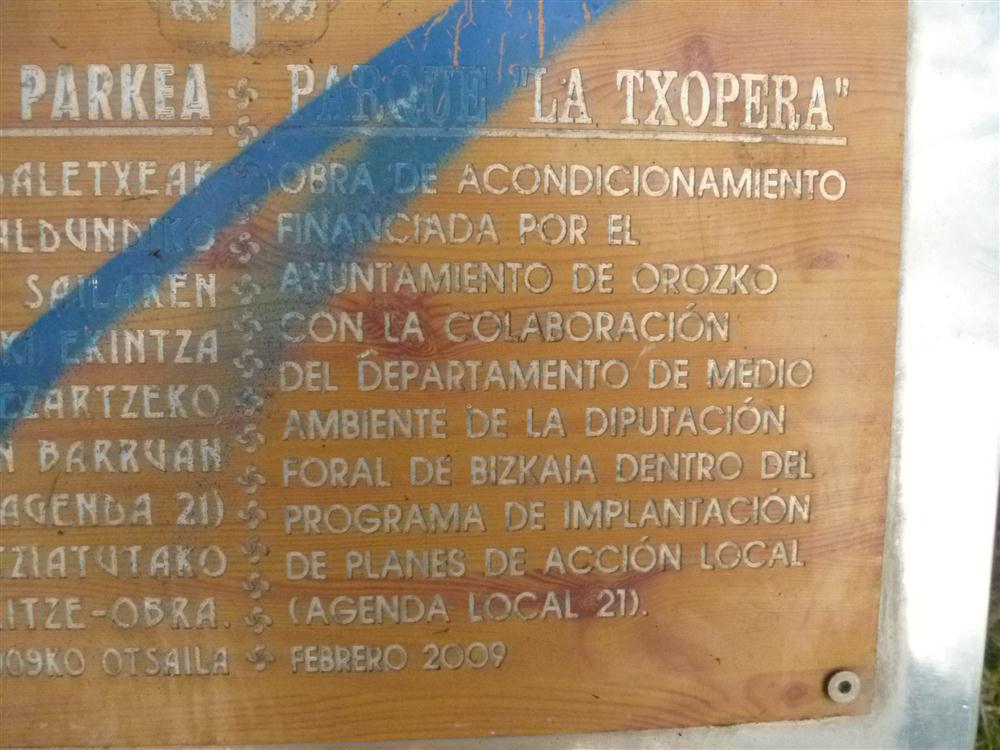 PARKEA
SAILAREN
EKINTZA
BARRUAN
AGENDA 21)
OTSAILA
PARQUE "LA TXOPERA"
OBRA DE ACONDICIONAMIENTO
FINANCIADA POR EL
AYUNTAMIENTO DE OROZKO
CON LA COLABORACIÓN
DEL DEPARTAMENTO DE MEDIO
AMBIENTE DE LA DIPUTACIÓN
FORAL DE BIZKAIA DENTRO DEL
PROGRAMA DE IMPLANTACIÓN
DE PLANES DE ACCIÓN LOCAL
(AGENDA LOCAL 21).
FEBRERO 2009